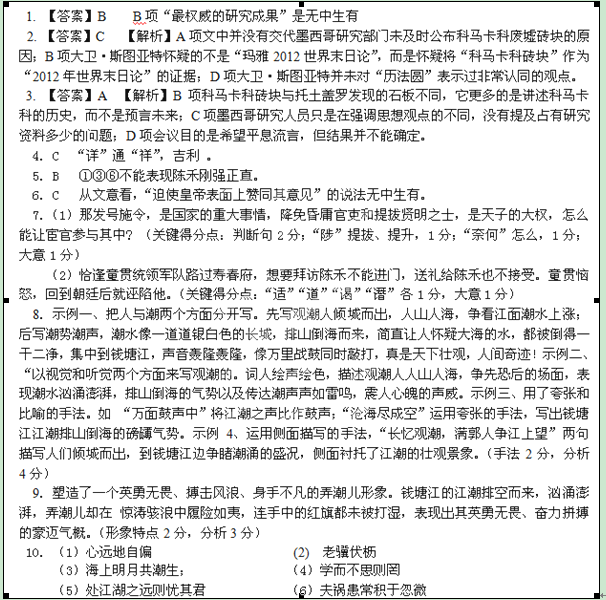 1. 【答案】B    B项“最权威的研究成果”是无中生有
2. 【答案】C  【解析】A项文中并没有交代墨西哥研究部门未及时公布科马卡科废墟砖块的原
因；B项大卫·斯图亚特怀疑的不是“玛雅2012世界末日论”，而是怀疑将“科马卡科砖块”作为
“2012年世界末日论”的证据；D项大卫·斯图亚特并未对“历法圆”表示过非常认同的观点。
3. 【答案】A  【解析】B 项科马卡科砖块与托土盖罗发现的石板不同，它更多的是讲述科马卡
科的历史，而不是预言未来；C项墨西哥研究人员只是在强调思想观点的不同，没有提及占有研究
资料多少的问题；D项会议目的是希望平息流言，但结果并不能确定。
4. C  “详”通“祥”，吉利 。
5. B  ①③⑥不能表现陈禾刚强正直。
6. C  从文意看，“迫使皇帝表面上赞同其意见”的说法无中生有。
7.（1）那发号施令，是国家的重大事情，降免昏庸官吏和提拔贤明之士，是天子的大权，怎么
能让宦官参与其中？（关键得分点：判断句2分；“陟”提拔、提升，1分；“奈何”怎么，1分；
大意1分）
（2）恰逢童贯统领军队路过寿春府，想要拜访陈禾不能进门，送礼给陈禾也不接受。童贯恼
怒，回到朝廷后就诬陷他。（关键得分点：“适”“道”“谒”“潛”各1分，大意1分）
8. 示例一、把人与潮两个方面分开写。先写观潮人倾城而出，人山人海，争看江面潮水上涨；
后写潮势潮声，潮水像一道道银白色的长城，排山倒海而来，简直让人怀疑大海的水，都被倒得一
干二净，集中到钱塘江，声音轰隆轰隆，像万里战鼓同时敲打，真是天下壮观，人间奇迹！示例二、
“以视觉和听觉两个方面来写观潮的。词人绘声绘色，描述观潮人人山人海，争先恐后的场面，表
现潮水汹涌澎湃，排山倒海的气势以及传达潮声声如雷鸣，震人心魄的声威。示例三、用了夸张和
比喻的手法。如 “万面鼓声中”将江潮之声比作鼓声；“沧海尽成空”运用夸张的手法，写出钱塘
江江潮排山倒海的磅礴气势。示例 4、运用侧面描写的手法，“长忆观潮，满郭人争江上望”两句
描写人们倾城而出，到钱塘江边争睹潮涌的盛况，侧面衬托了江潮的壮观景象。（手法2分，分析
4分）
9. 塑造了一个英勇无畏、搏击风浪、身手不凡的弄潮儿形象。钱塘江的江潮排空而来，汹涌澎
湃，弄潮儿却在 惊涛骇浪中履险如夷，连手中的红旗都未被打湿，表现出其英勇无畏、奋力拼搏
的豪迈气概。（形象特点2分，分析3分）
10. （1）心远地自偏    (2)  老骥伏枥
（3）海上明月共潮生；    （4）学而不思则罔
（5）处江湖之远则忧其君    （6）夫祸患常积于忽微